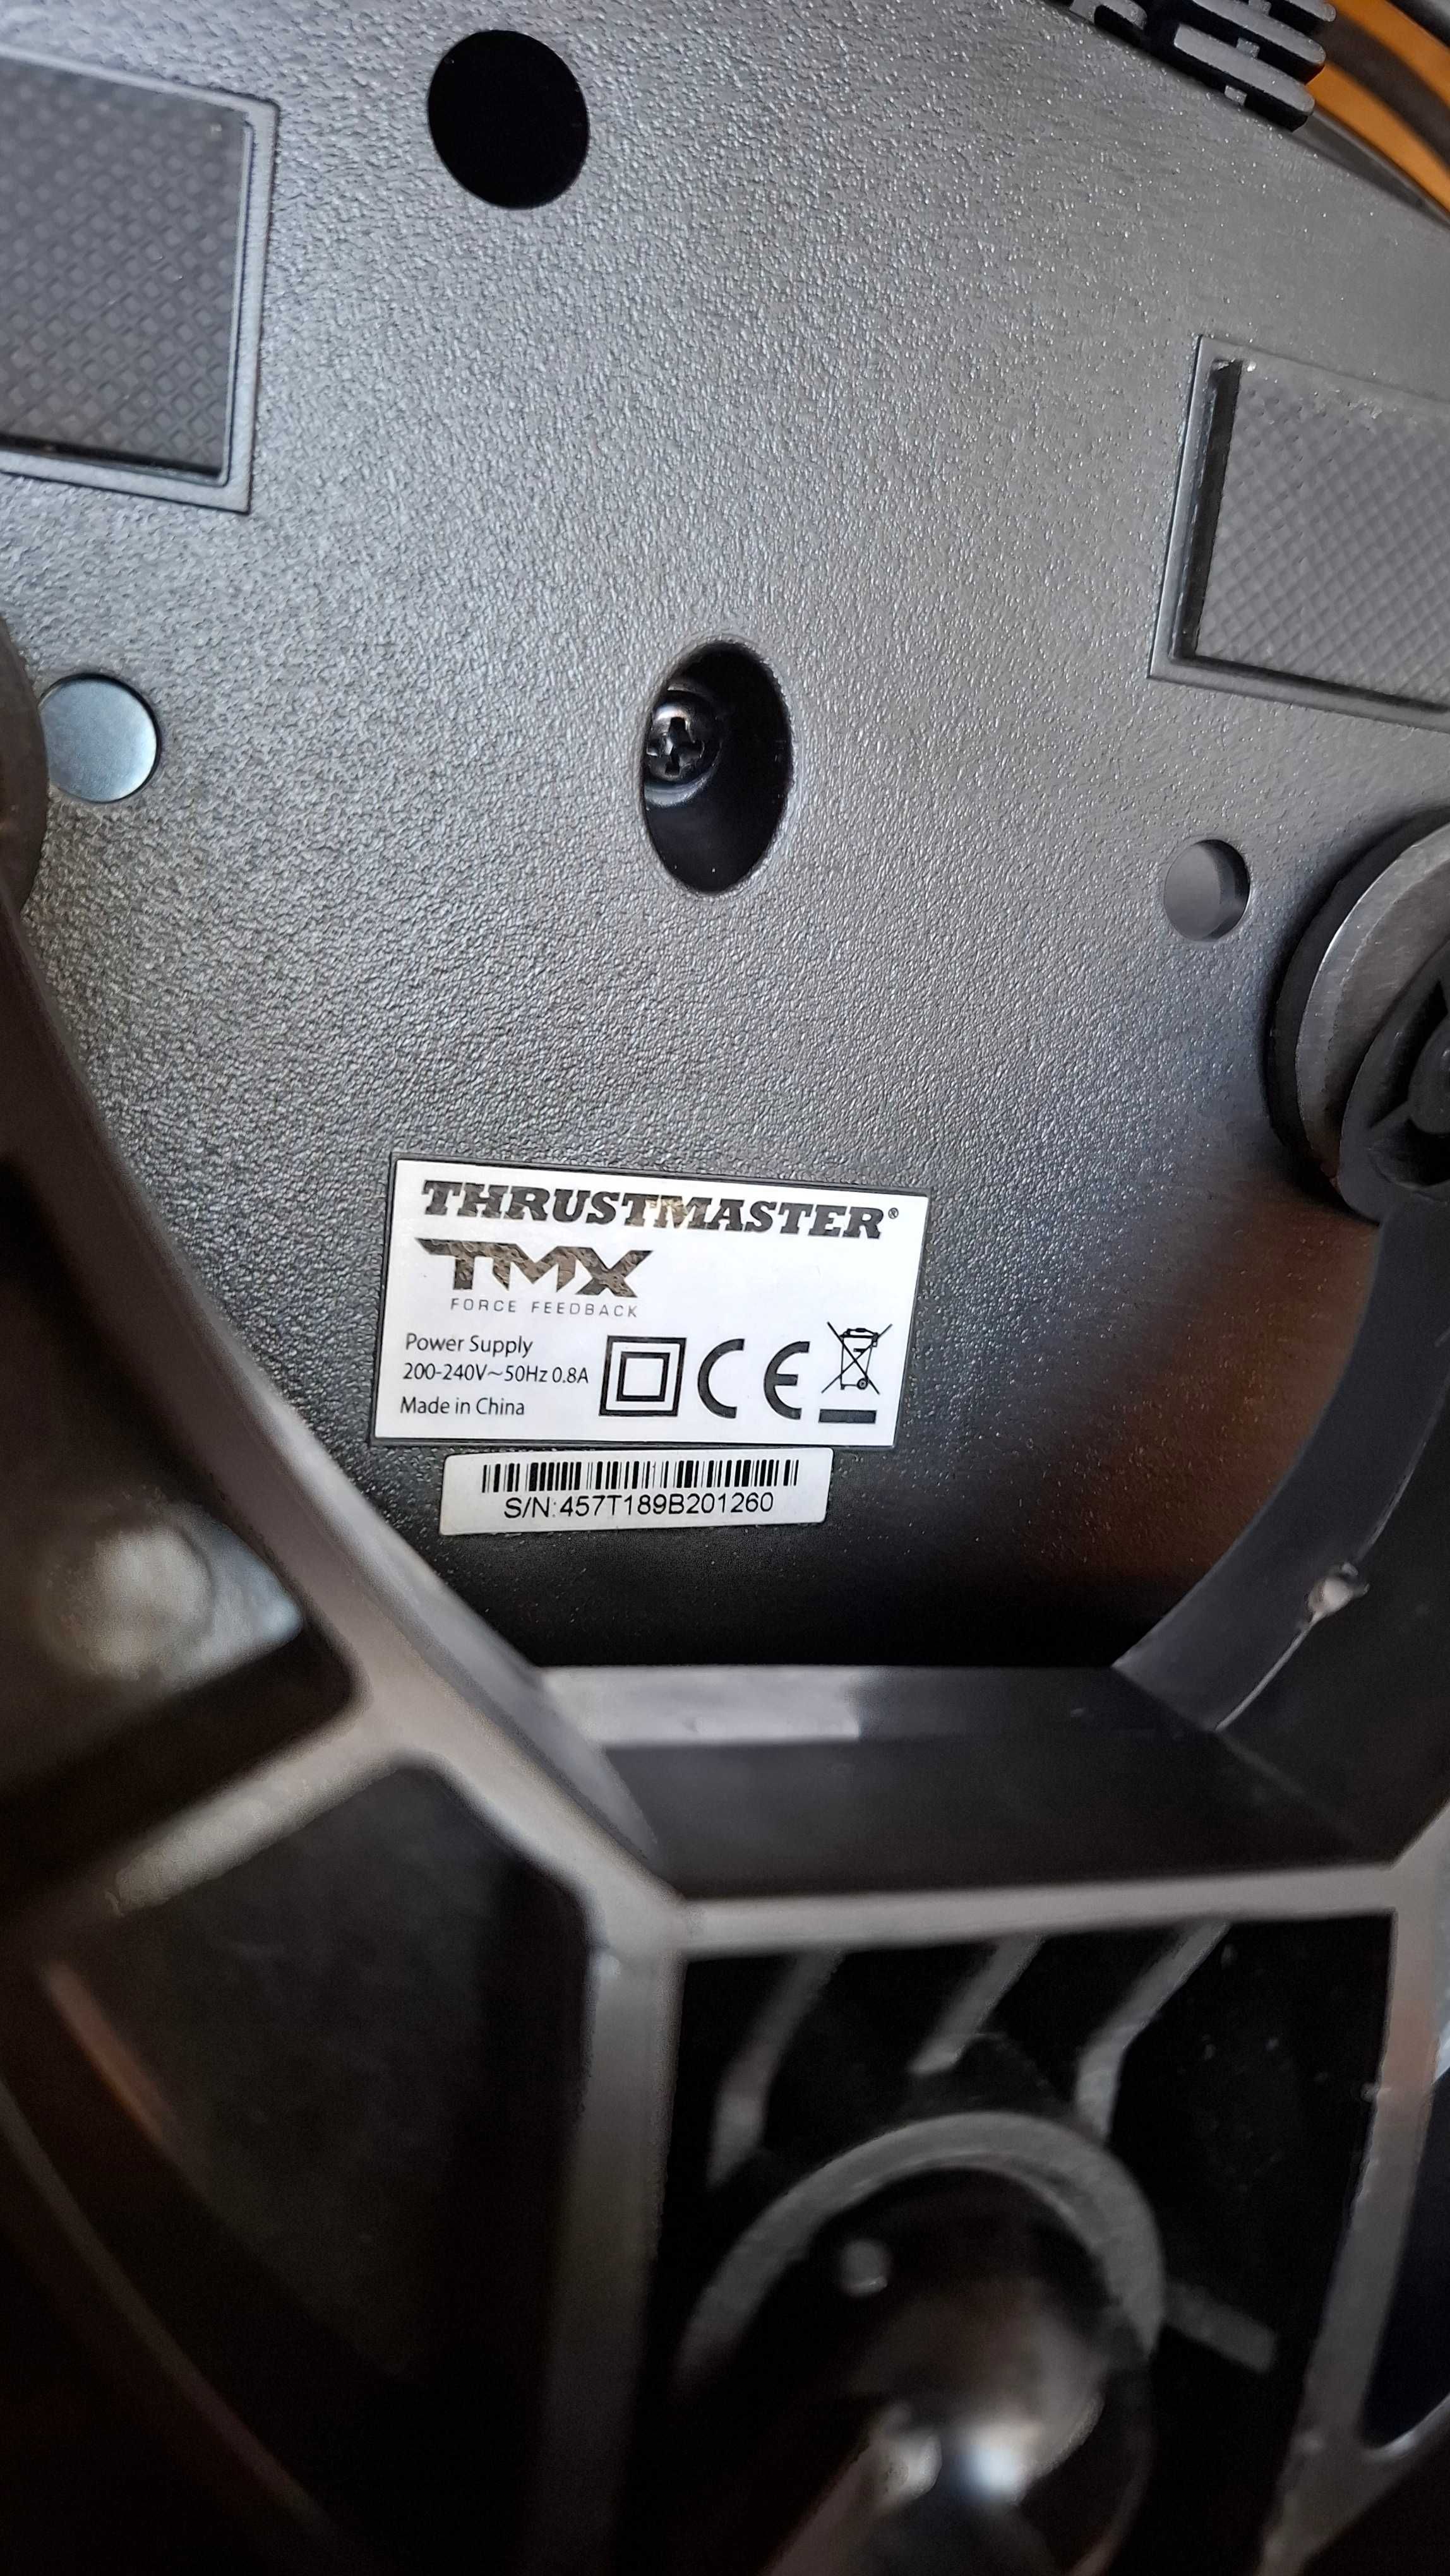 THRUSTMASTER®
TMX
FORCE FEEDBACK
Power Supply
200-240V~50Hz 0.8A
Made in China
CE
S/N:457T189B201260